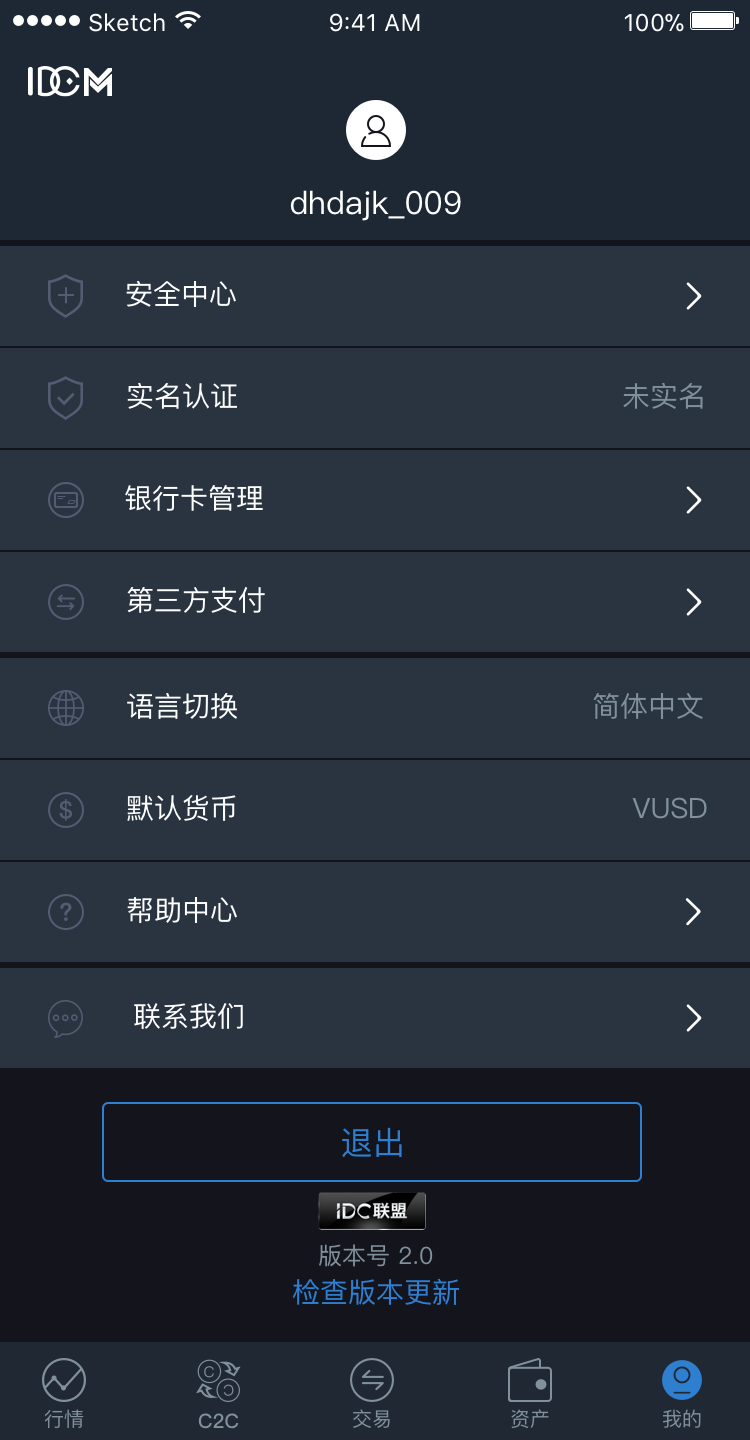 Sketch 9:41 AM 100%
IDCM
dhdajk_009
安全中心
实名认证 未实名
银行卡管理
第三方支付
语言切换 简体中文
默认货币 VUSD
帮助中心
联系我们
退出
IDC联盟
版本号 2.0
检查版本更新
行情 C2C 交易 资产 我的